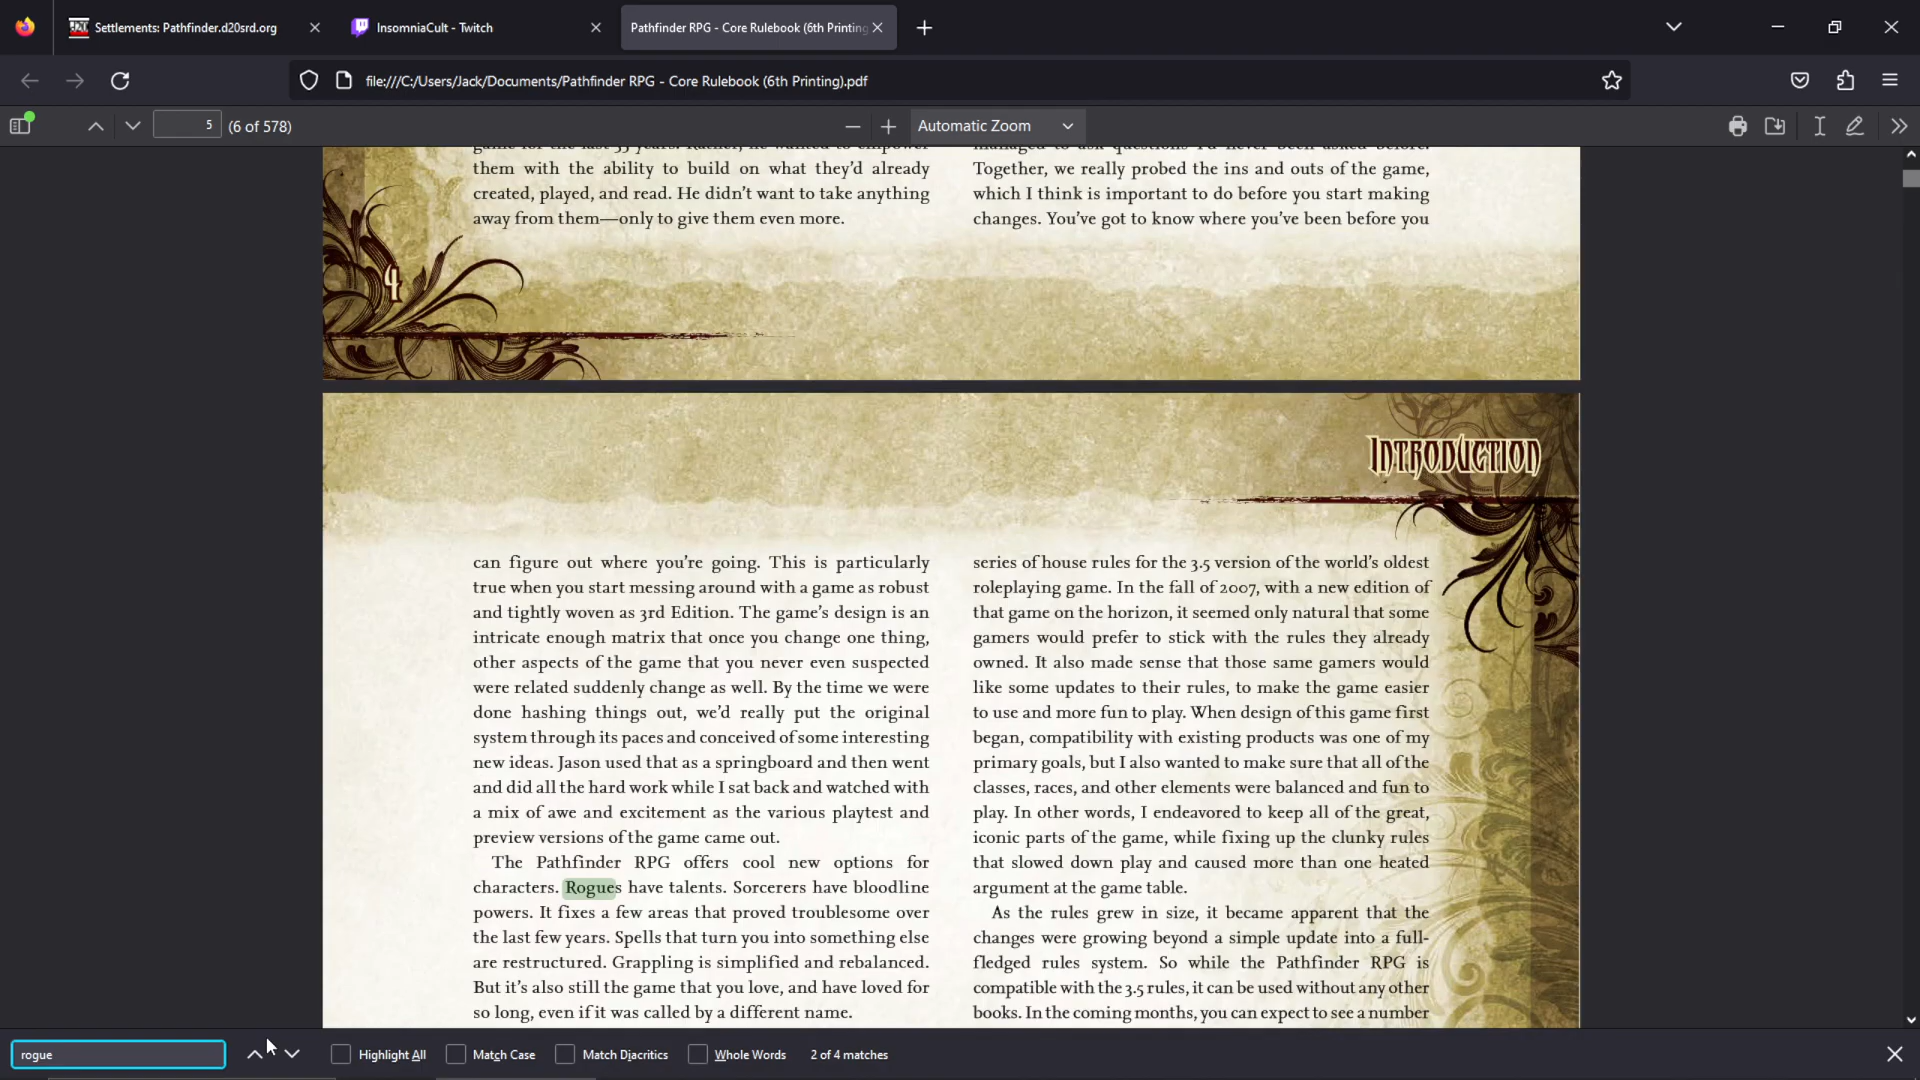 Settlements: Pathfinder.d20srd.org
InsomniaCult - Twitch
Pathfinder RPG - Core Rulebook (6th Printing
file:///C:/Users/Jack/Documents/Pathfinder RPG - Core Rulebook (6th Printing).pdf
5 (6 of 578)
Automatic Zoom
game for the last 35 years. Rather, he wanted to empower
them with the ability to build on what they'd already
created, played, and read. He didn't want to take anything
away from them—only to give them even more.
managed to ask questions I'd never been asked before.
Together, we really probed the ins and outs of the game,
which I think is important to do before you start making
changes. You've got to know where you've been before you
4
Introduction
can figure out where you're going. This is particularly
true when you start messing around with a game as robust
and tightly woven as 3rd Edition. The game's design is an
intricate enough matrix that once you change one thing,
other aspects of the game that you never even suspected
were related suddenly change as well. By the time we were
done hashing things out, we'd really put the original
system through its paces and conceived of some interesting
new ideas. Jason used that as a springboard and then went
and did all the hard work while I sat back and watched with
a mix of awe and excitement as the various playtest and
preview versions of the game came out.
The Pathfinder RPG offers cool new options for
characters. Rogues have talents. Sorcerers have bloodline
powers. It fixes a few areas that proved troublesome over
the last few years. Spells that turn you into something else
are restructured. Grappling is simplified and rebalanced.
But it's also still the game that you love, and have loved for
so long, even if it was called by a different name.
series of house rules for the 3.5 version of the world's oldest
roleplaying game. In the fall of 2007, with a new edition of
that game on the horizon, it seemed only natural that some
gamers would prefer to stick with the rules they already
owned. It also made sense that those same gamers would
like some updates to their rules, to make the game easier
to use and more fun to play. When design of this game first
began, compatibility with existing products was one of my
primary goals, but I also wanted to make sure that all of the
classes, races, and other elements were balanced and fun to
play. In other words, I endeavored to keep all of the great,
iconic parts of the game, while fixing up the clunky rules
that slowed down play and caused more than one heated
argument at the game table.
As the rules grew in size, it became apparent that the
changes were growing beyond a simple update into a full-
fledged rules system. So while the Pathfinder RPG is
compatible with the 3.5 rules, it can be used without any other
books. In the coming months, you can expect to see a number
rogue
Highlight All
Match Case
Match Diacritics
Whole Words
2 of 4 matches